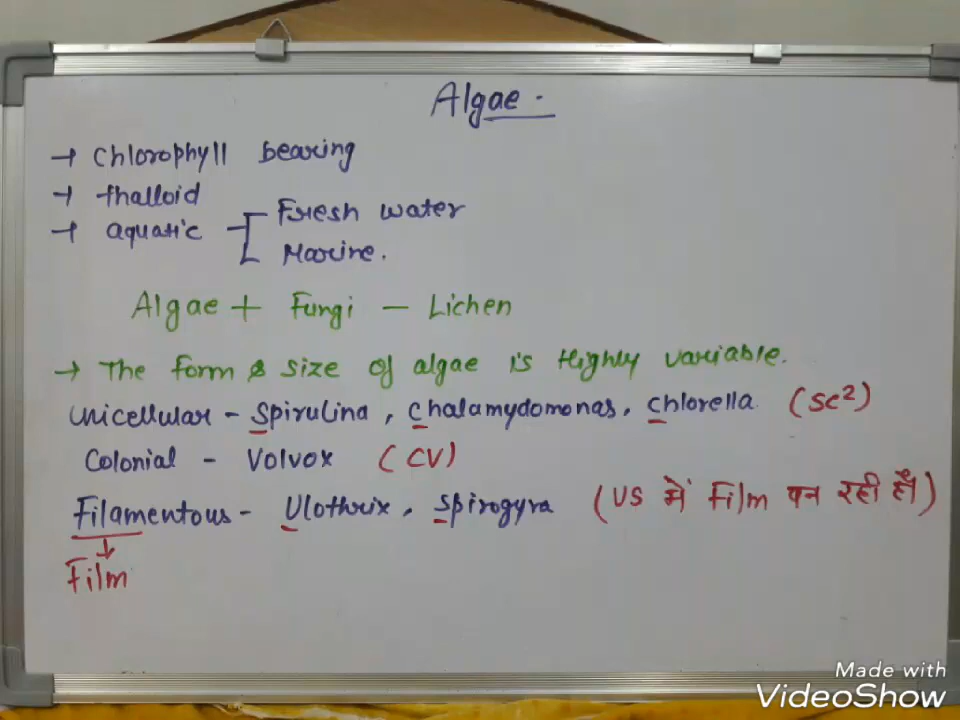 Algae.
→ chlorophyll bearing
→ thalloid
→ aquatic Fresh water
Marine.
Algae + Fungi - Lichen
→ The form & size of algae is Highly variable.
Unicellular - Spirulina, Chalamydomonas, Chlorella (SC²)
Colonial - Volvox (CV)
Filamentous - Ulothrix, Spirogyra (US में Film बन रही हैं)
↓
Film
Made with
VideoShow